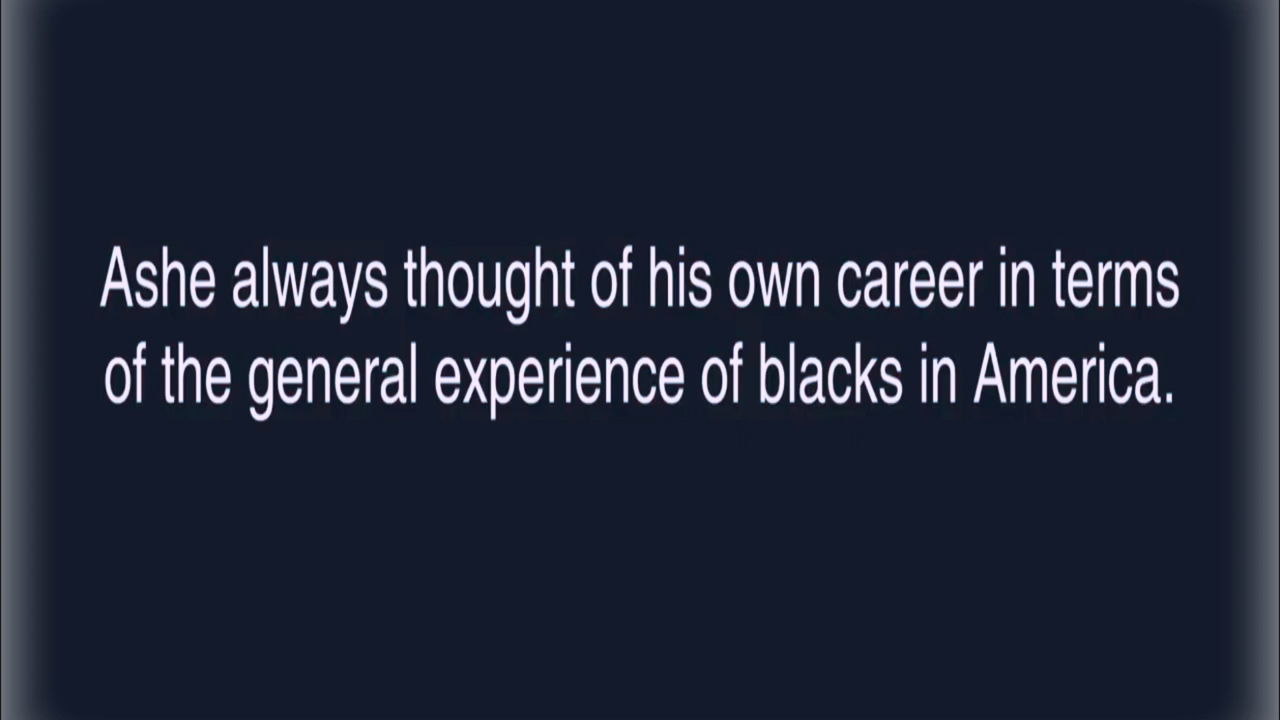 Ashe always thought of his own career in terms
of the general experience of blacks in America.